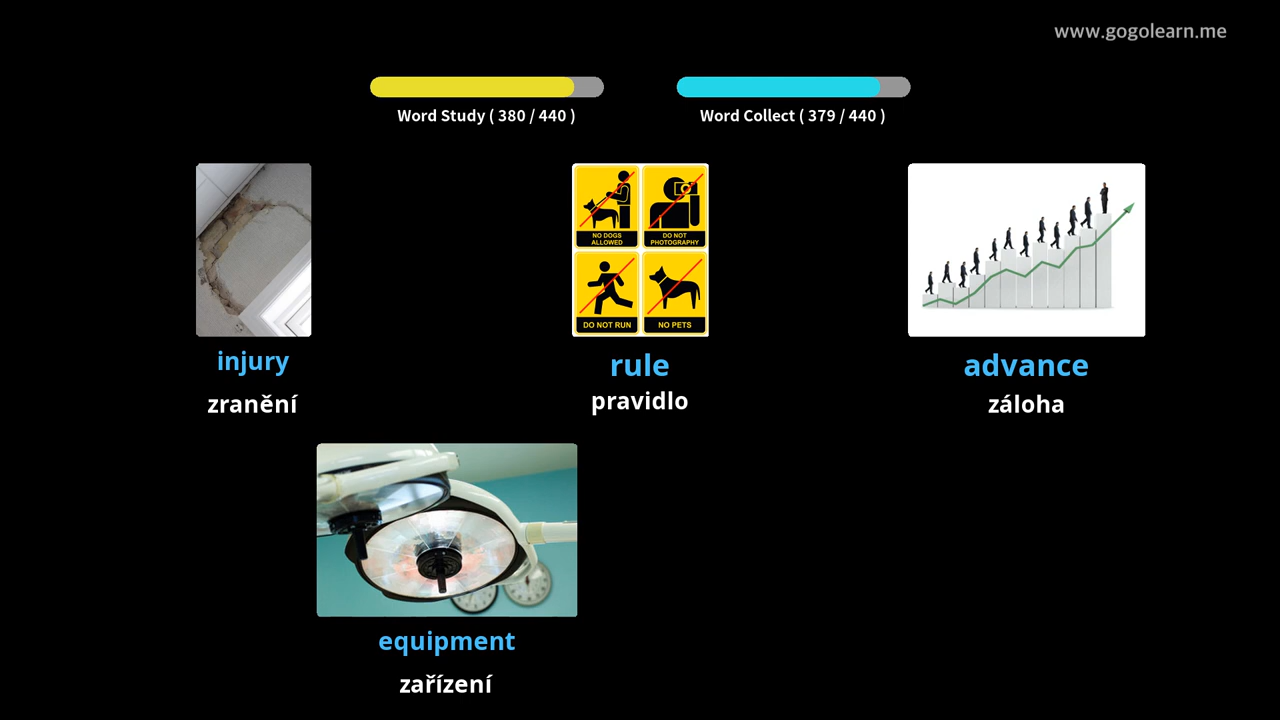 www.gogolearn.me
Word Study ( 380 / 440 )
Word Collect ( 379 / 440 )
NO DOGS
ALLOWED
DO NOT
PHOTOGRAPHY
DO NOT RUN
NO PETS
injury
zranění
rule
pravidlo
advance
záloha
equipment
zařízení